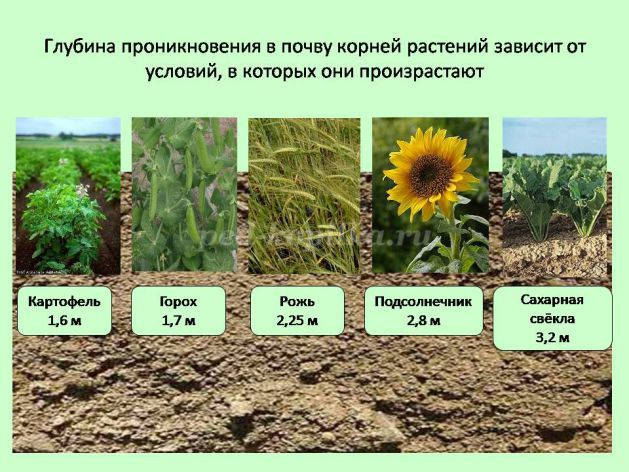 Глубина проникновения в почву корней растений зависит от
условий, в которых они произрастают
Картофель
1,6 м
Горох
1,7 м
Рожь
2,25 м
Подсолнечник
2,8 м
Сахарная
свёкла
3,2 м